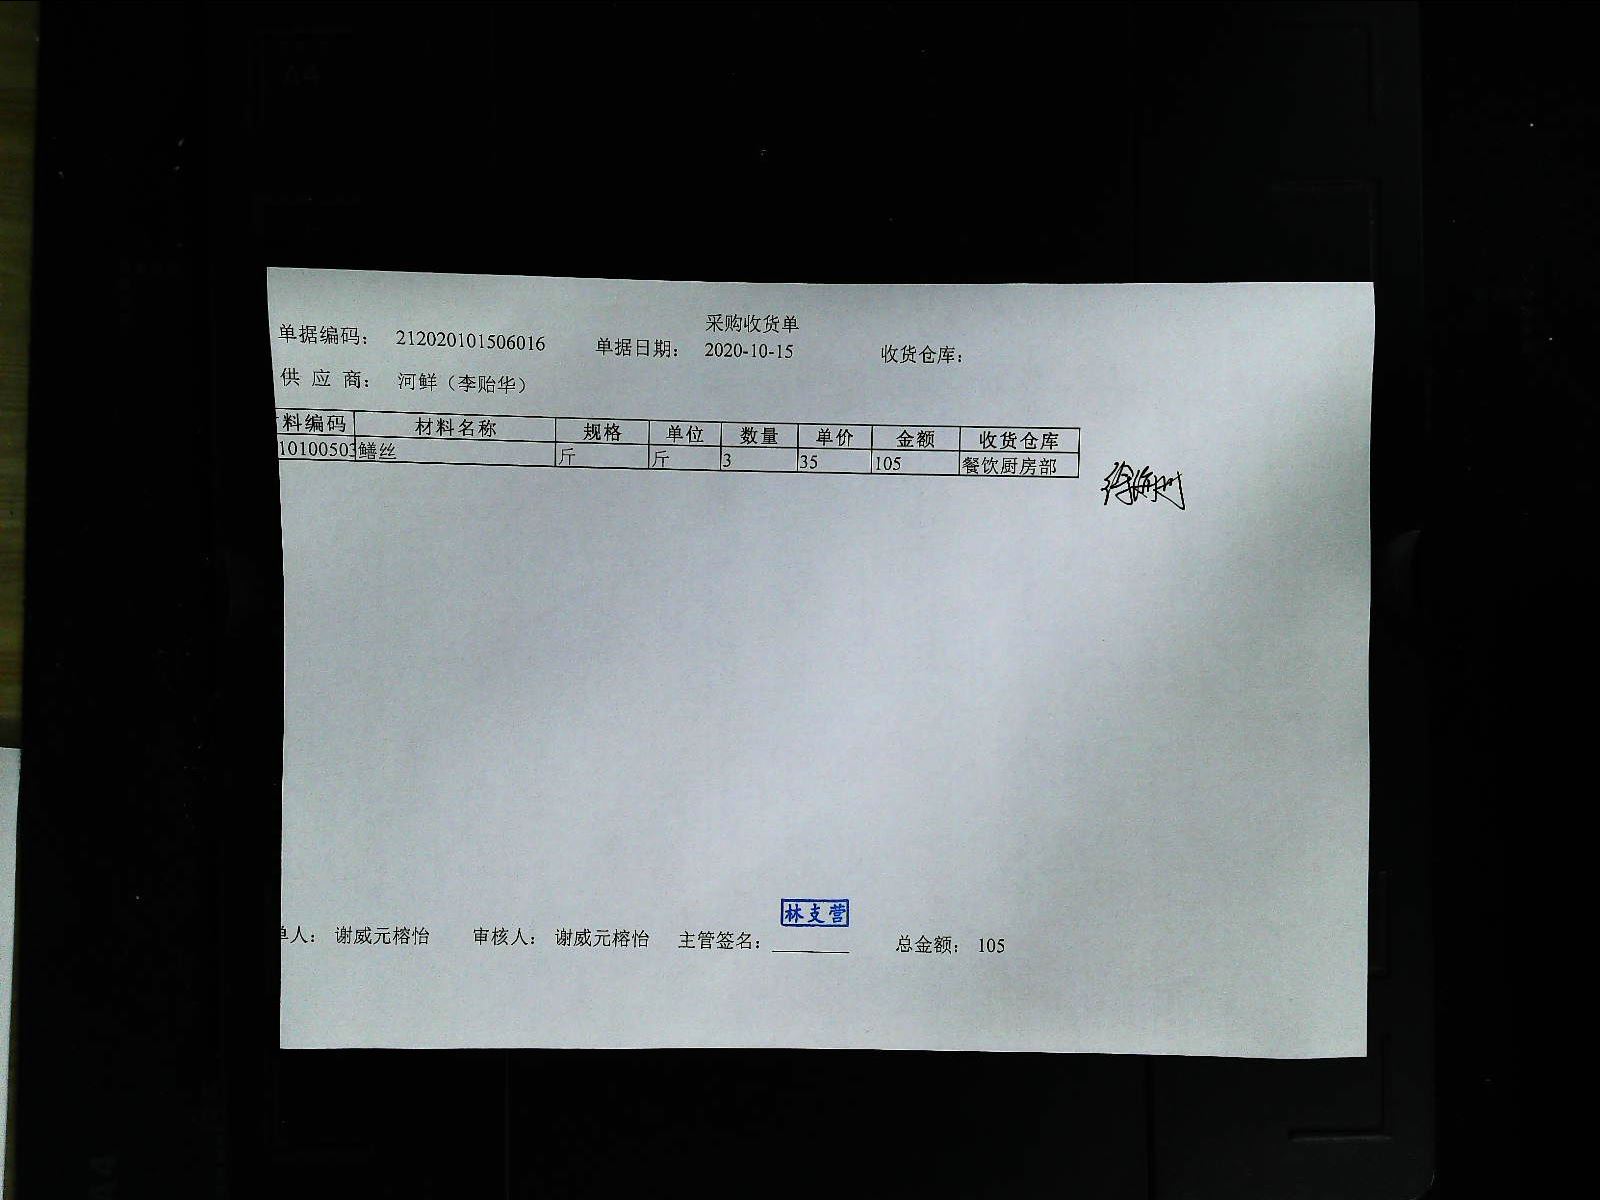 采购收货单
单据编码： 212020101506016 单据日期： 2020-10-15 收货仓库：
供 应 商： 河鲜（李贻华）
料编码 材料名称 规格 单位 数量 单价 金额 收货仓库
10100503 鳝丝 斤 斤 3 35 105 餐饮厨房部
林支营
单人： 谢威元榕怡 审核人： 谢威元榕怡 主管签名： 总金额： 105